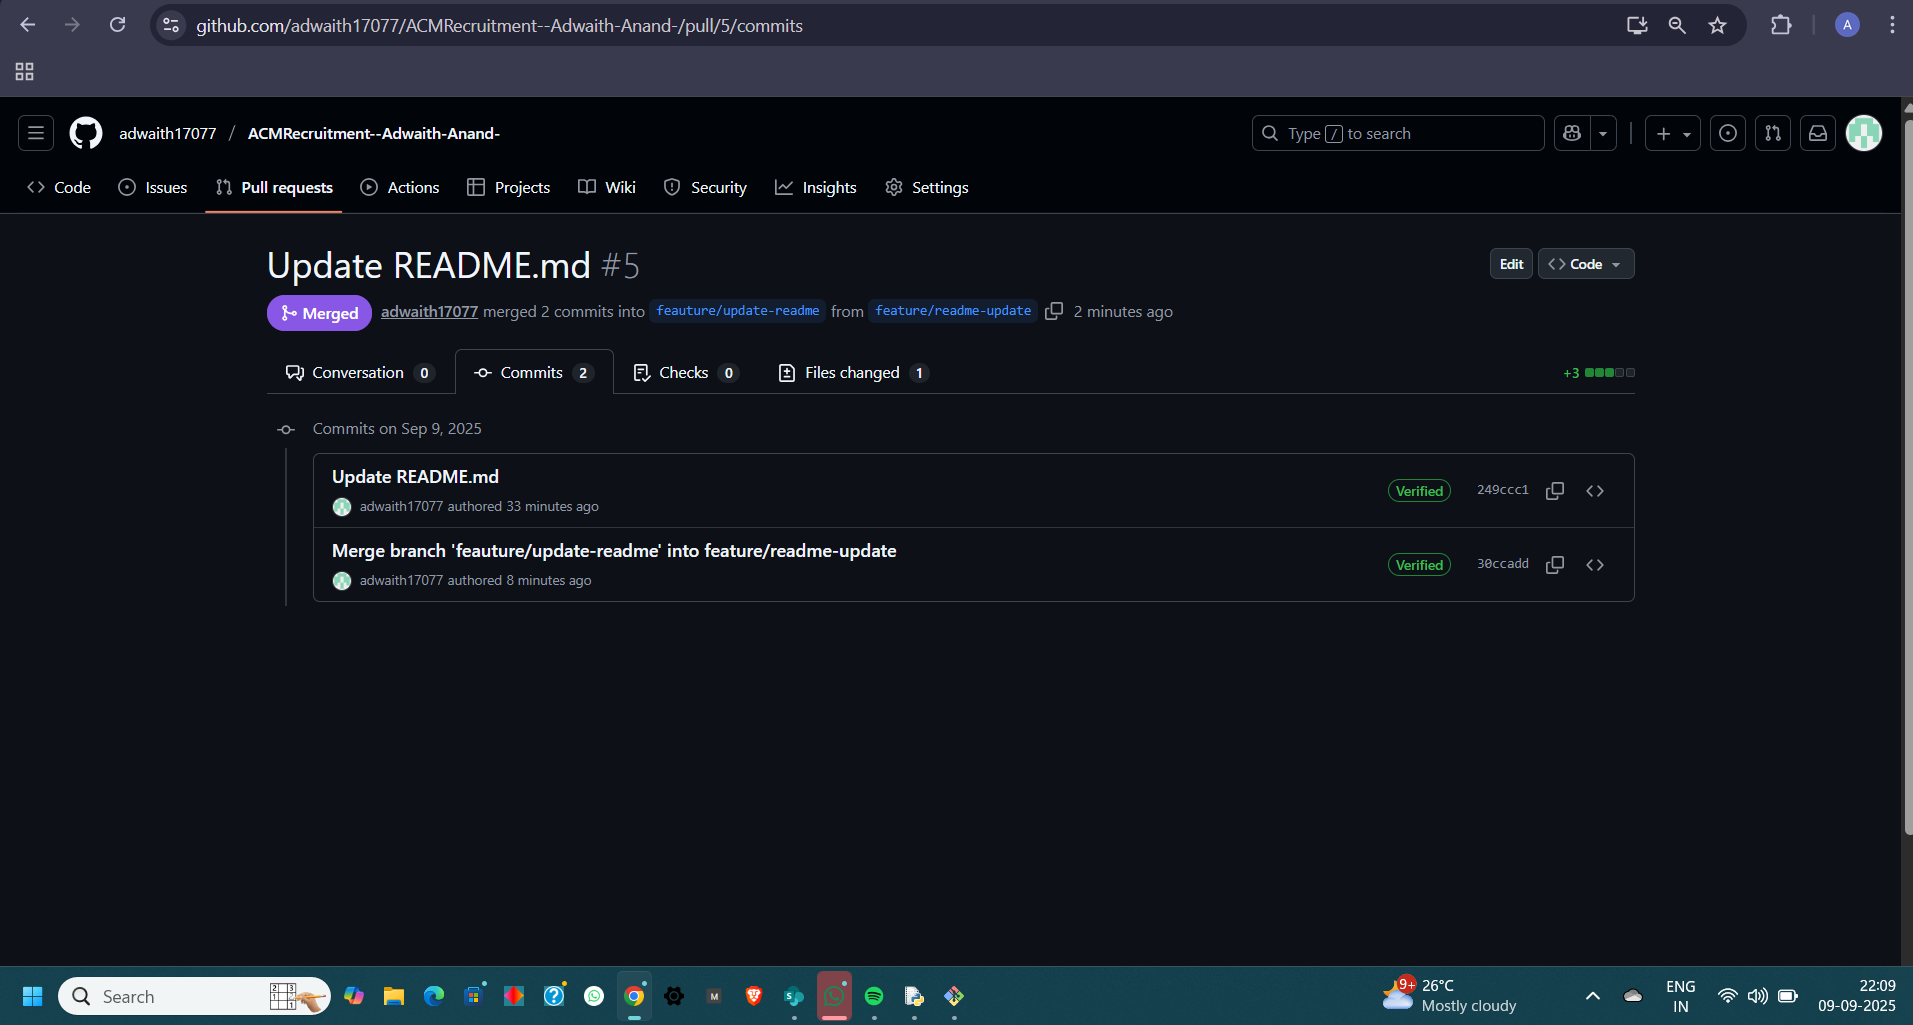 github.com/adwaith17077/ACMRecruitment--Adwaith-Anand-/pull/5/commits
A
adwaith17077 / ACMRecruitment--Adwaith-Anand-
Type / to search
Code
Issues
Pull requests
Actions
Projects
Wiki
Security
Insights
Settings
Update README.md #5
Edit
Code
Merged
adwaith17077 merged 2 commits into feauture/update-readme from feature/readme-update 2 minutes ago
Conversation 0
Commits 2
Checks 0
Files changed 1
+3
Commits on Sep 9, 2025
Update README.md
adwaith17077 authored 33 minutes ago
Verified
249ccc1
Merge branch 'feauture/update-readme' into feature/readme-update
adwaith17077 authored 8 minutes ago
Verified
30ccadd
Search
M
S
9+
26°C
Mostly cloudy
ENG
IN
22:09
09-09-2025